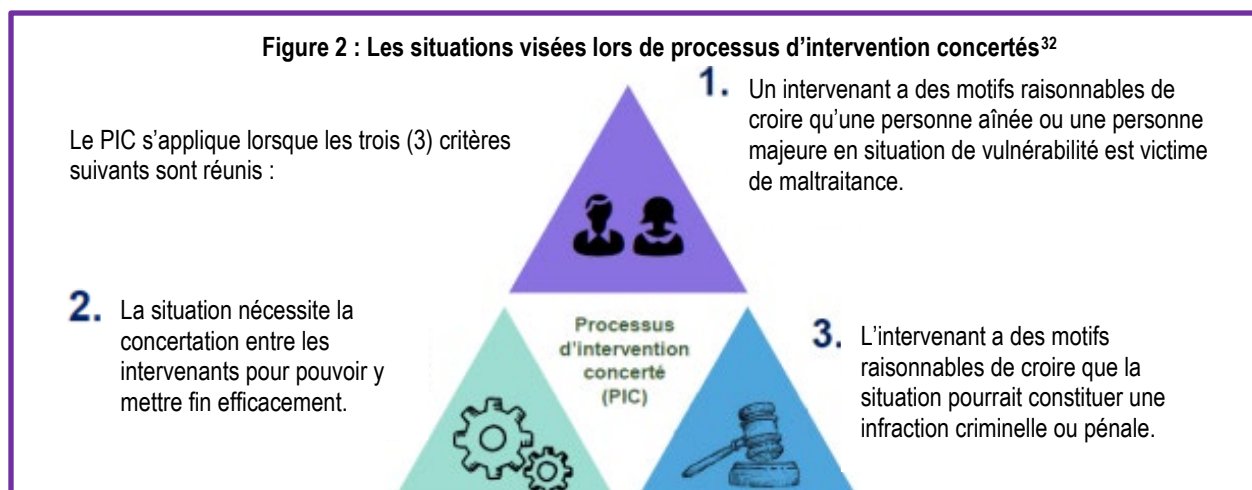 Figure 2 : Les situations visées lors de processus d’intervention concertés32
Le PIC s’applique lorsque les trois (3) critères
suivants sont réunis :
1. Un intervenant a des motifs raisonnables de
croire qu’une personne aînée ou une personne
majeure en situation de vulnérabilité est victime
de maltraitance.
2. La situation nécessite la
concertation entre les
intervenants pour pouvoir y
mettre fin efficacement.
Processus
d’intervention
concerté
(PIC)
3. L’intervenant a des motifs
raisonnables de croire que la
situation pourrait constituer une
infraction criminelle ou pénale.